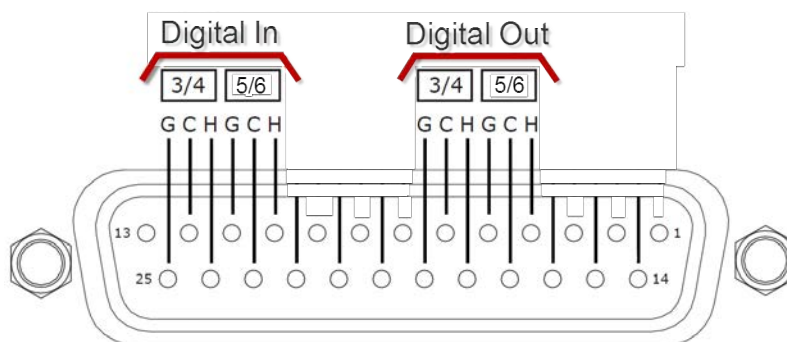 Digital In Digital Out
3/4 5/6 3/4 5/6
G C H G C H G C H G C H
13 1
25 14